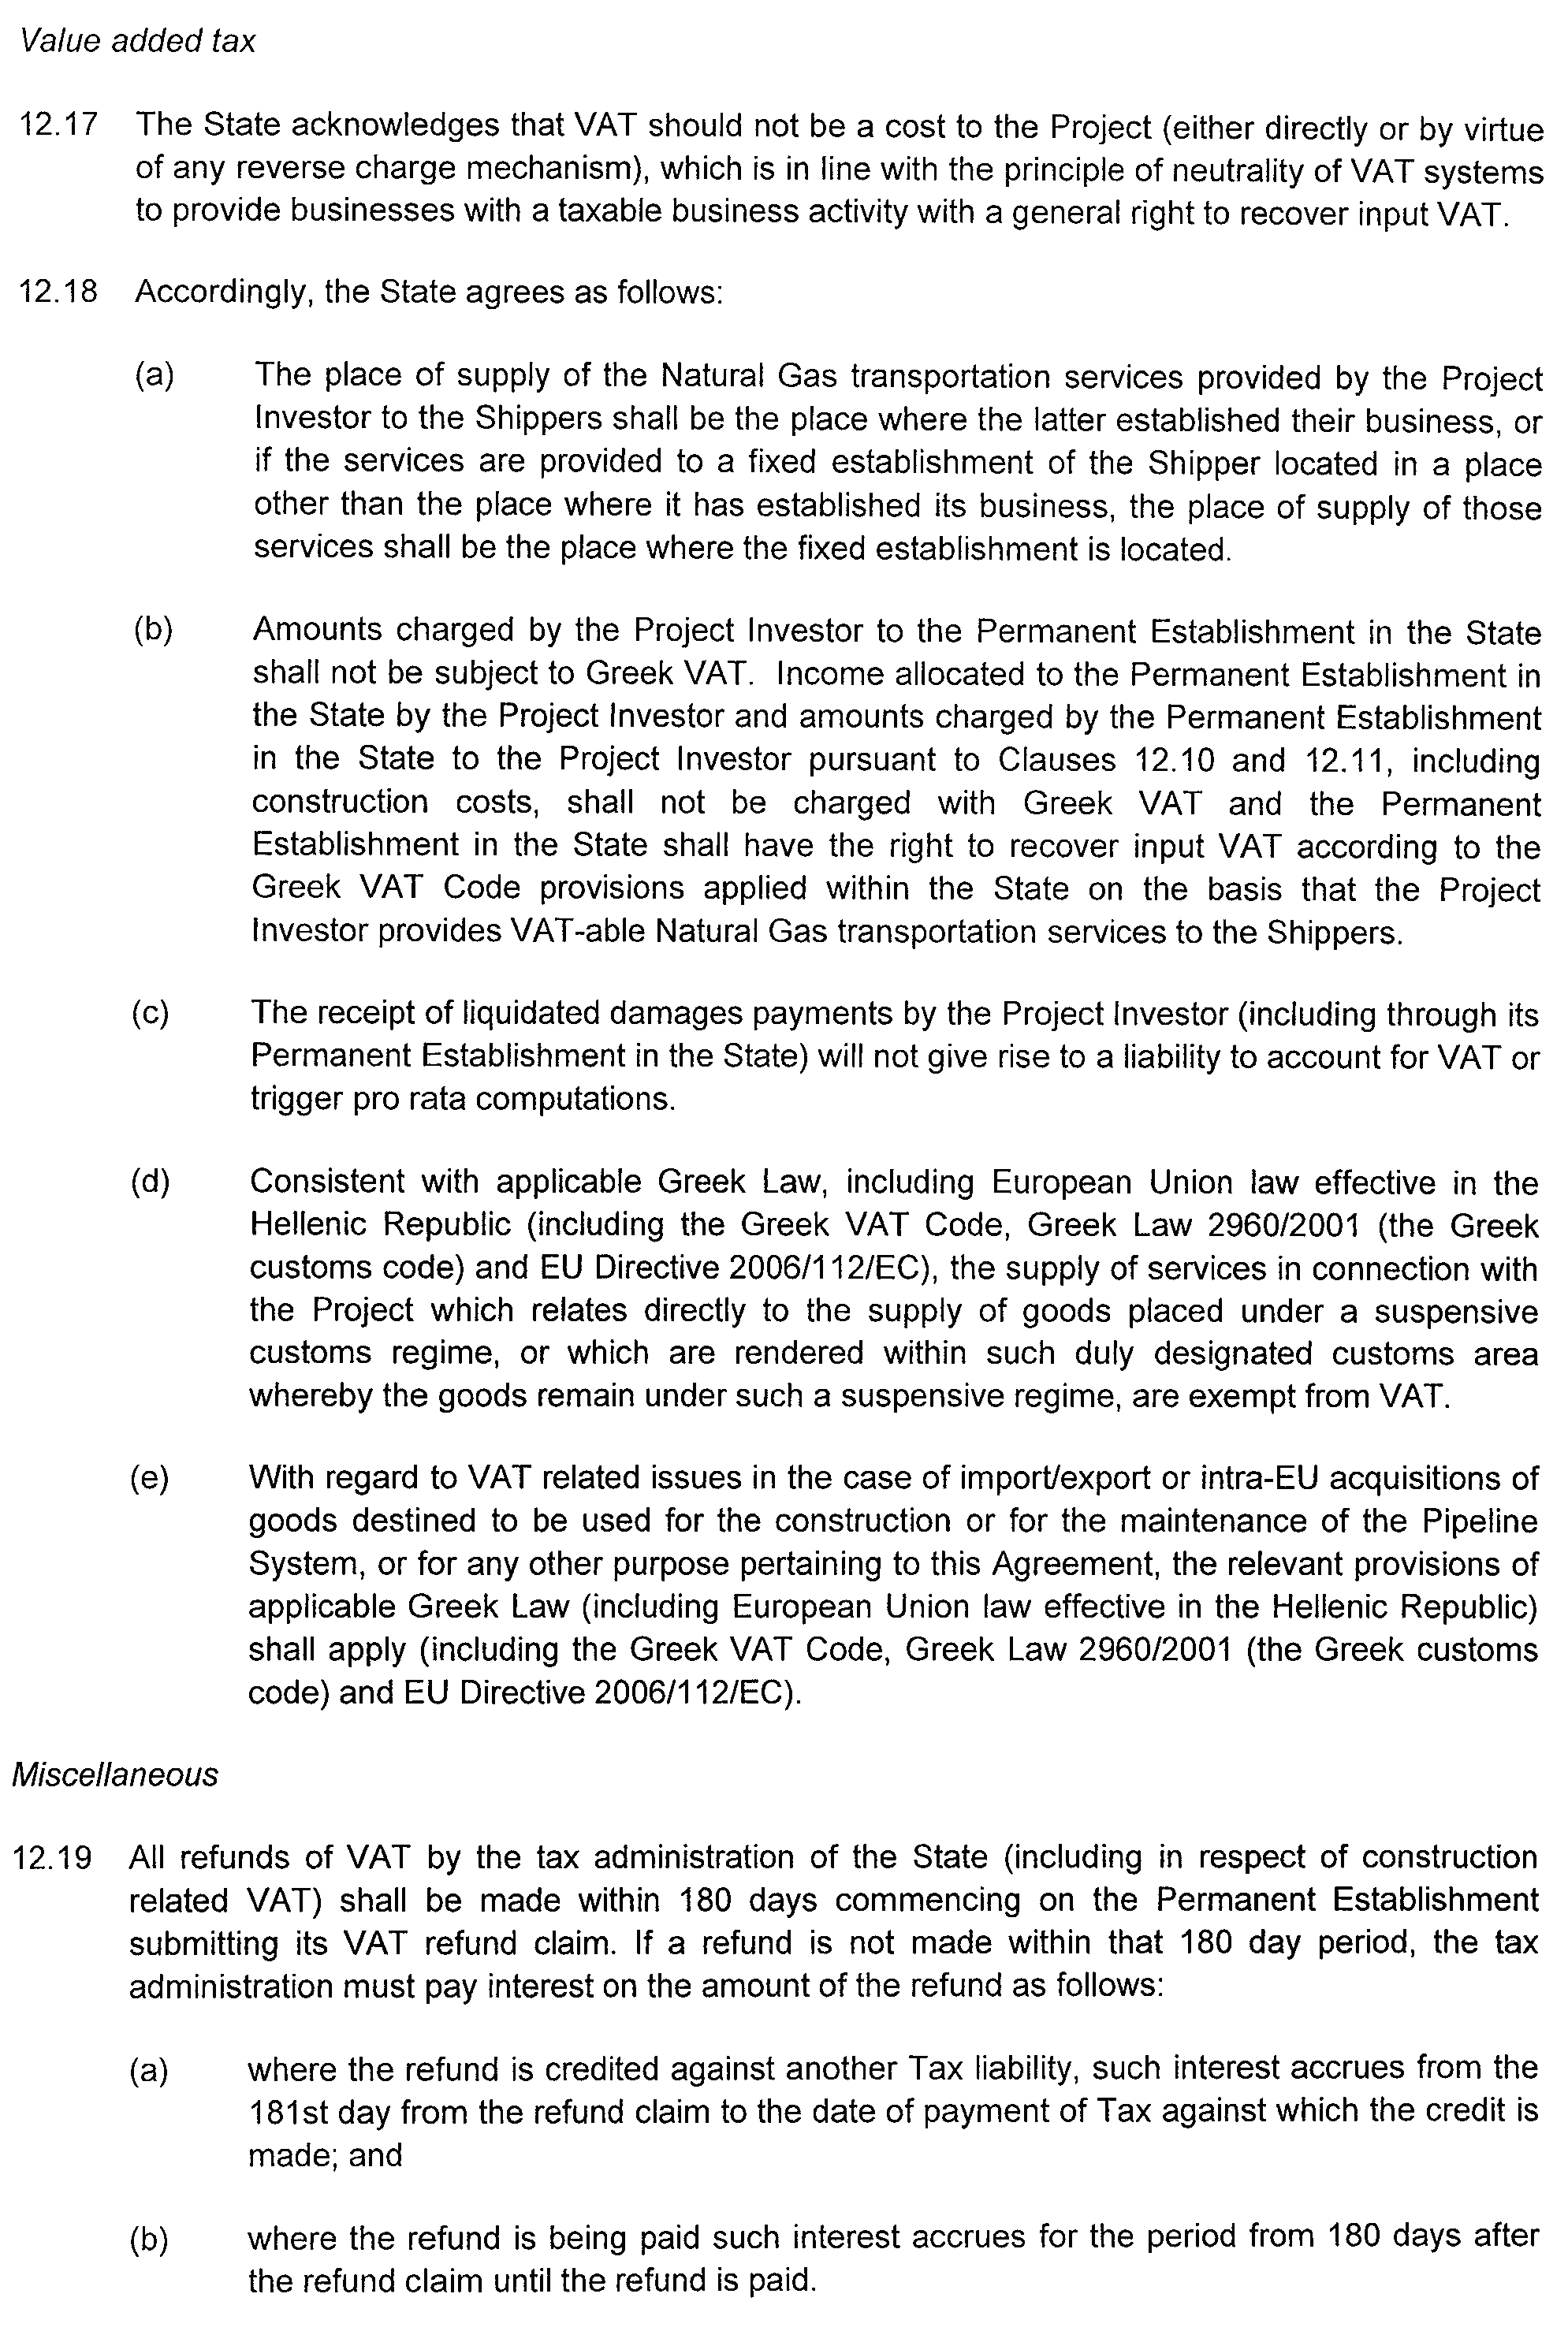 Value added tax
12.17 The State acknowledges that VAT should not be a cost to the Project (either directly or by virtue
of any reverse charge mechanism), which is in line with the principle of neutrality of VAT systems
to provide businesses with a taxable business activity with a general right to recover input VAT.
12.18 Accordingly, the State agrees as follows:
(a) The place of supply of the Natural Gas transportation services provided by the Project
Investor to the Shippers shall be the place where the latter established their business, or
if the services are provided to a fixed establishment of the Shipper located in a place
other than the place where it has established its business, the place of supply of those
services shall be the place where the fixed establishment is located.
(b) Amounts charged by the Project Investor to the Permanent Establishment in the State
shall not be subject to Greek VAT. Income allocated to the Permanent Establishment in
the State by the Project Investor and amounts charged by the Permanent Establishment
in the State to the Project Investor pursuant to Clauses 12.10 and 12.11, including
construction costs, shall not be charged with Greek VAT and the Permanent
Establishment in the State shall have the right to recover input VAT according to the
Greek VAT Code provisions applied within the State on the basis that the Project
Investor provides VAT-able Natural Gas transportation services to the Shippers.
(c) The receipt of liquidated damages payments by the Project Investor (including through its
Permanent Establishment in the State) will not give rise to a liability to account for VAT or
trigger pro rata computations.
(d) Consistent with applicable Greek Law, including European Union law effective in the
Hellenic Republic (including the Greek VAT Code, Greek Law 2960/2001 (the Greek
customs code) and EU Directive 2006/112/EC), the supply of services in connection with
the Project which relates directly to the supply of goods placed under a suspensive
customs regime, or which are rendered within such duly designated customs area
whereby the goods remain under such a suspensive regime, are exempt from VAT.
(e) With regard to VAT related issues in the case of import/export or intra-EU acquisitions of
goods destined to be used for the construction or for the maintenance of the Pipeline
System, or for any other purpose pertaining to this Agreement, the relevant provisions of
applicable Greek Law (including European Union law effective in the Hellenic Republic)
shall apply (including the Greek VAT Code, Greek Law 2960/2001 (the Greek customs
code) and EU Directive 2006/112/EC).
Miscellaneous
12.19 All refunds of VAT by the tax administration of the State (including in respect of construction
related VAT) shall be made within 180 days commencing on the Permanent Establishment
submitting its VAT refund claim. If a refund is not made within that 180 day period, the tax
administration must pay interest on the amount of the refund as follows:
(a) where the refund is credited against another Tax liability, such interest accrues from the
181st day from the refund claim to the date of payment of Tax against which the credit is
made; and
(b) where the refund is being paid such interest accrues for the period from 180 days after
the refund claim until the refund is paid.